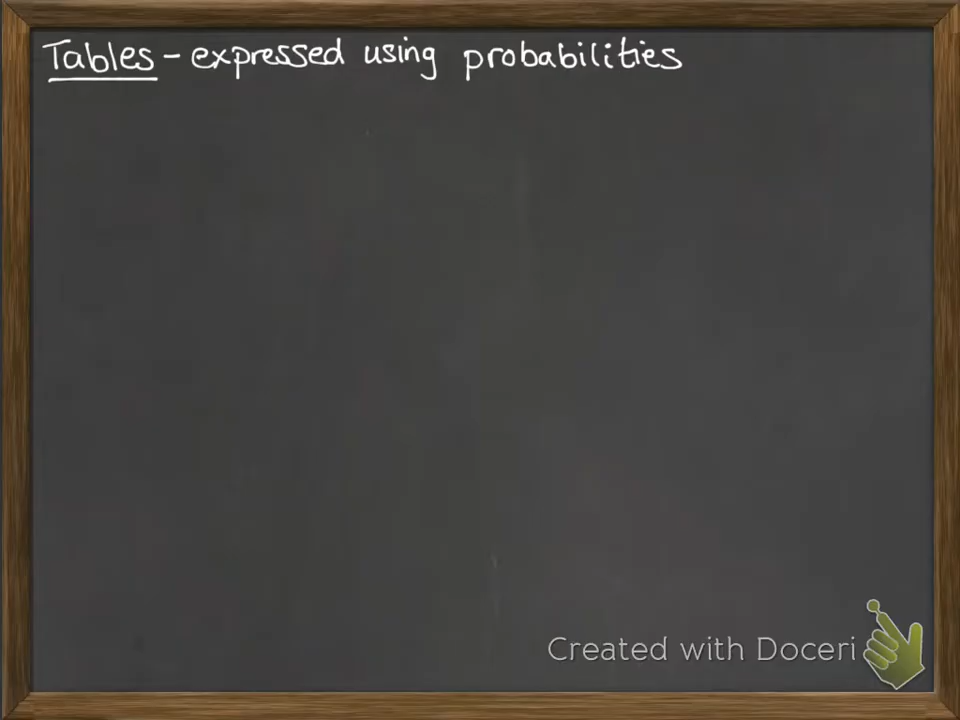 Tables - expressed using probabilities
Created with Doceri